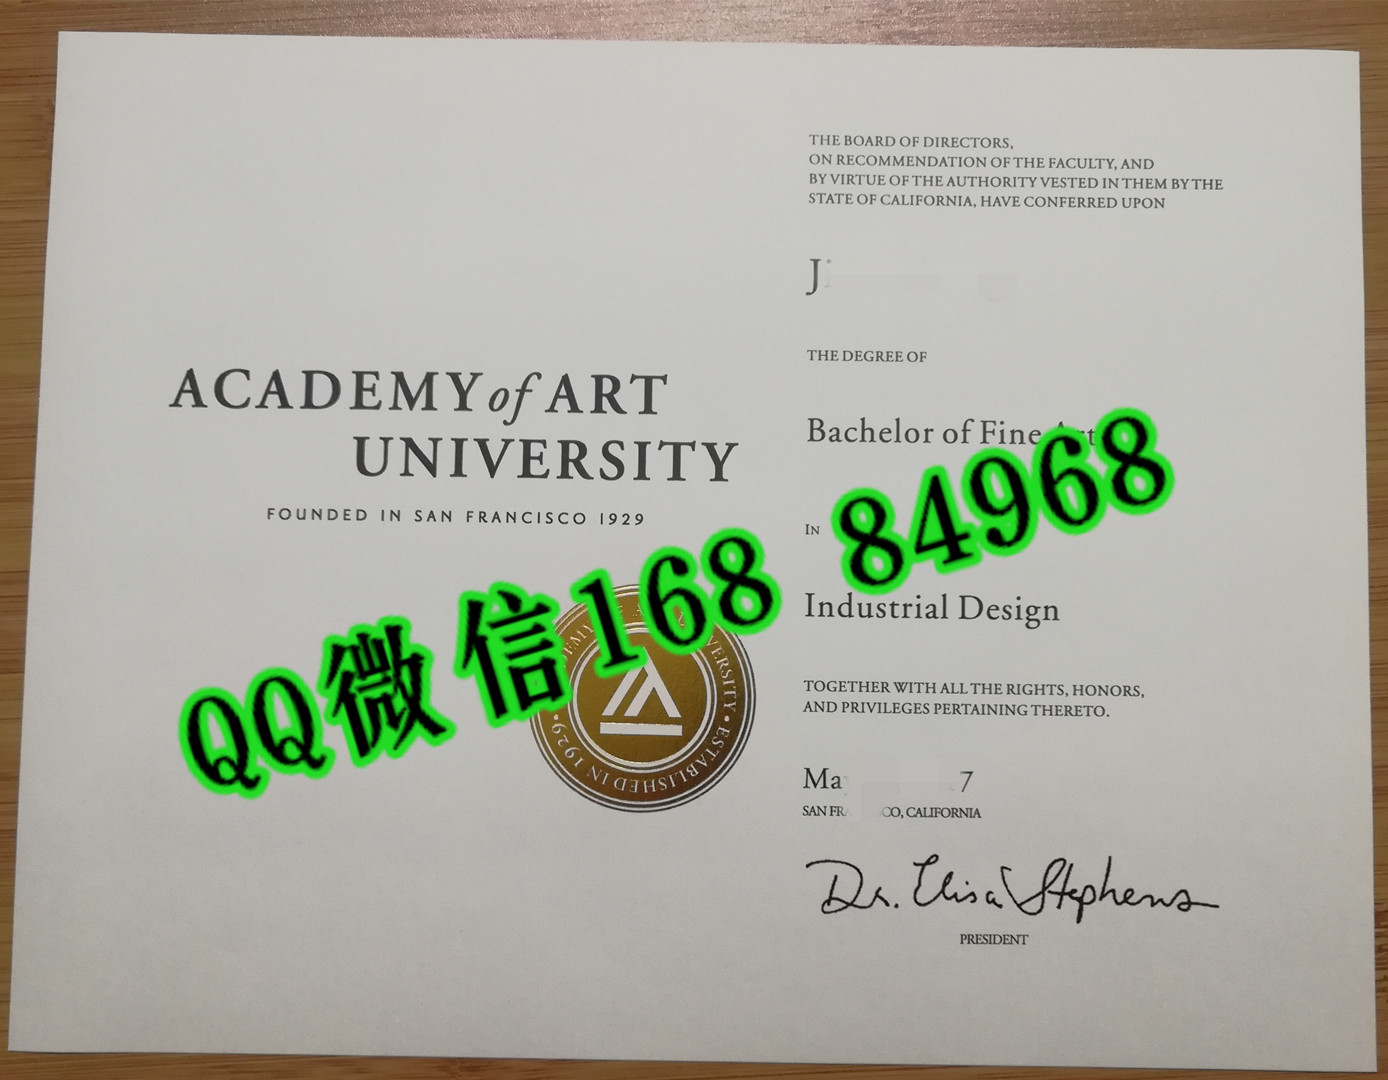 THE BOARD OF DIRECTORS,
ON RECOMMENDATION OF THE FACULTY, AND
BY VIRTUE OF THE AUTHORITY VESTED IN THEM BY THE
STATE OF CALIFORNIA, HAVE CONFERRED UPON
THE DEGREE OF
ACADEMY of ART
UNIVERSITY
FOUNDED IN SAN FRANCISCO 1929
Bachelor of Fine
IN
Industrial Design
QQ微信168 84968
ESTABLISHED IN 1929
TOGETHER WITH ALL THE RIGHTS, HONORS,
AND PRIVILEGES PERTAINING THERETO.
7
CALIFORNIA
Dr. Elisa Stephens
PRESIDENT